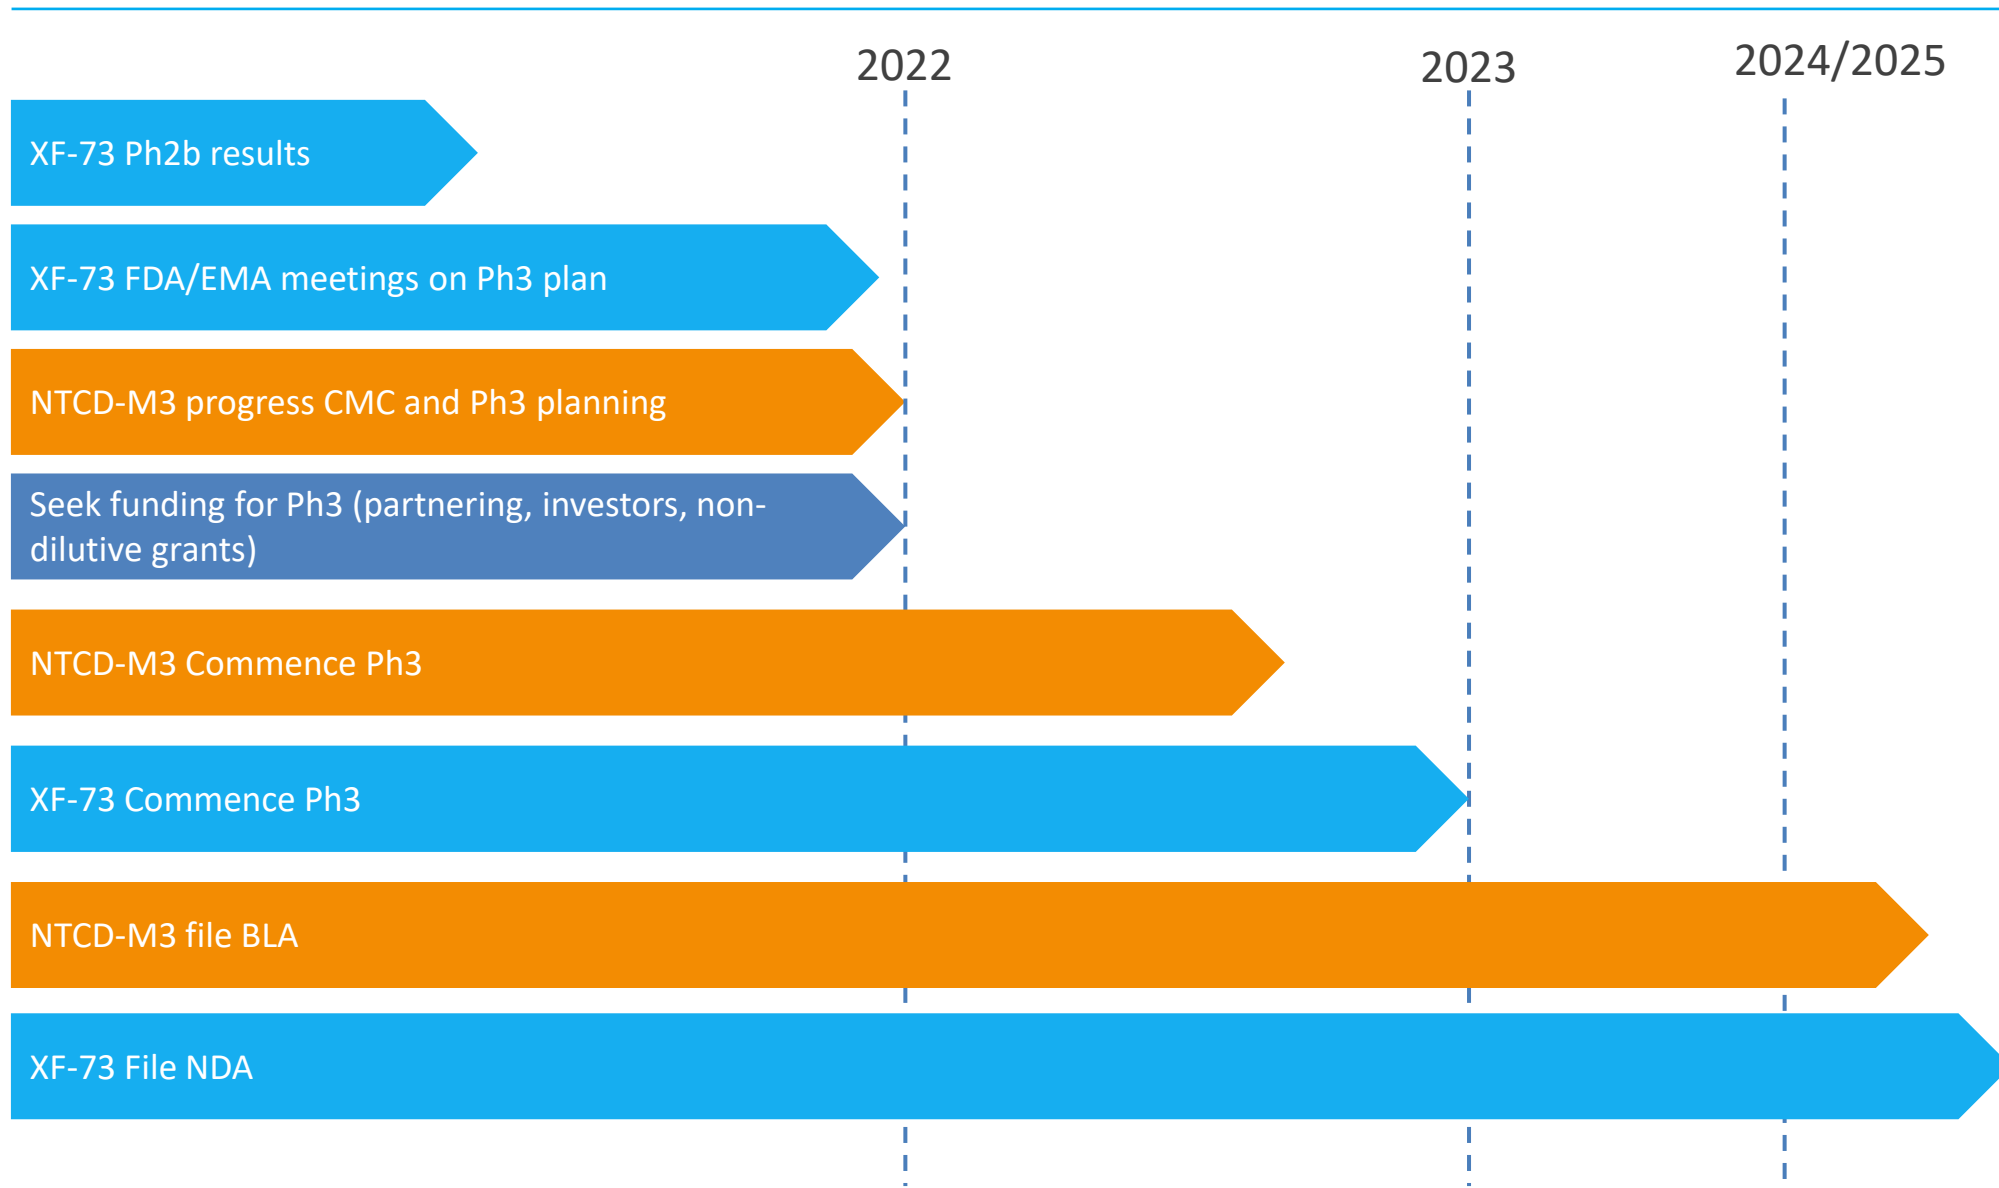 2022
2023
2024/2025
XF-73 Ph2b results
XF-73 FDA/EMA meetings on Ph3 plan
NTCD-M3 progress CMC and Ph3 planning
Seek funding for Ph3 (partnering, investors, non-
dilutive grants)
NTCD-M3 Commence Ph3
XF-73 Commence Ph3
NTCD-M3 file BLA
XF-73 File NDA